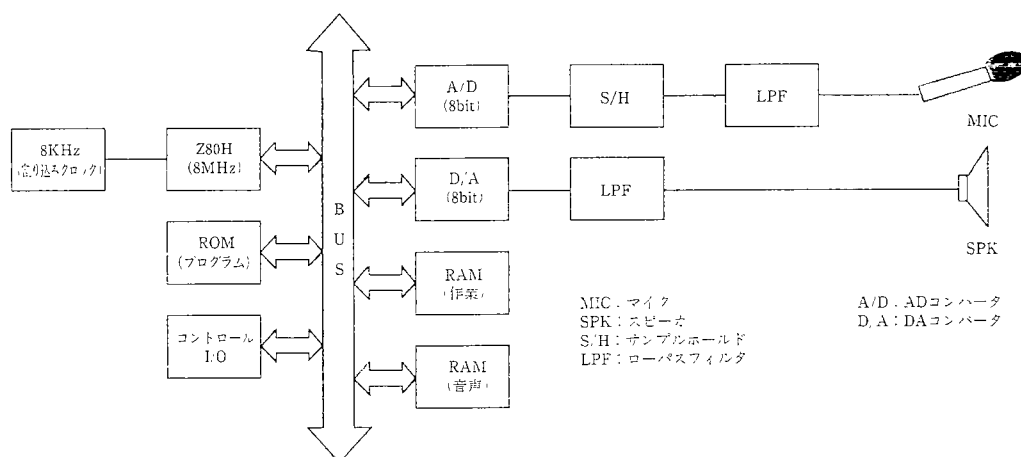 8KHz
(割り込みクロック)
Z80H
(8MHz)
ROM
(プログラム)
コントロール
I/O
B
U
S
A/D
(8bit)
S/H
LPF
MIC
D/A
(8bit)
LPF
SPK
RAM
(作業)
RAM
(音声)
MIC:マイク
SPK:スピーカ
S/H:サンプルホールド
LPF:ローパスフィルタ
A/D:ADコンバータ
D/A:DAコンバータ